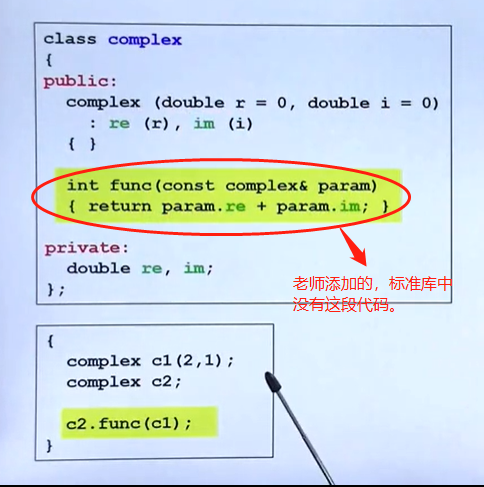 class complex
{
public:
complex (double r = 0, double i = 0)
: re (r), im (i)
{ }
int func(const complex& param)
{ return param.re + param.im; }
private:
double re, im;
};
老师添加的，标准库中
没有这段代码。
{
complex c1(2,1);
complex c2;
c2.func(c1);
}